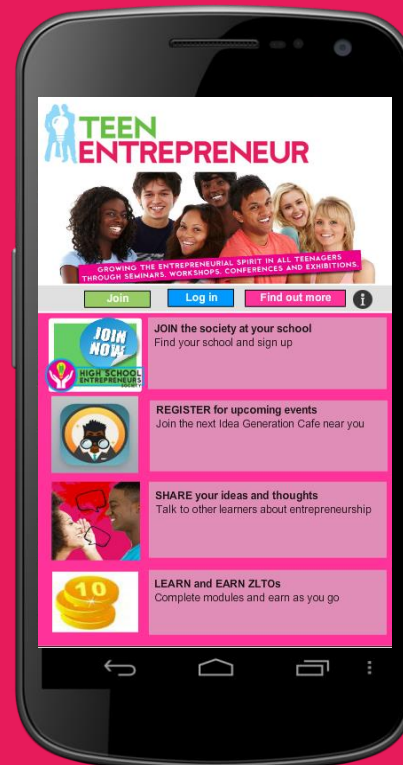 TEEN
ENTREPRENEUR
GROWING THE ENTREPRENEURIAL SPIRIT IN ALL TEENAGERS
THROUGH SEMINARS, WORKSHOPS, CONFERENCES AND EXHIBITIONS.
Join Log in Find out more i
JOIN
NOW
HIGH SCHOOL
ENTREPRENEURS
SOCIETY
JOIN the society at your school
Find your school and sign up
REGISTER for upcoming events
Join the next Idea Generation Cafe near you
SHARE your ideas and thoughts
Talk to other learners about entrepreneurship
10
LEARN and EARN ZLTOs
Complete modules and earn as you go